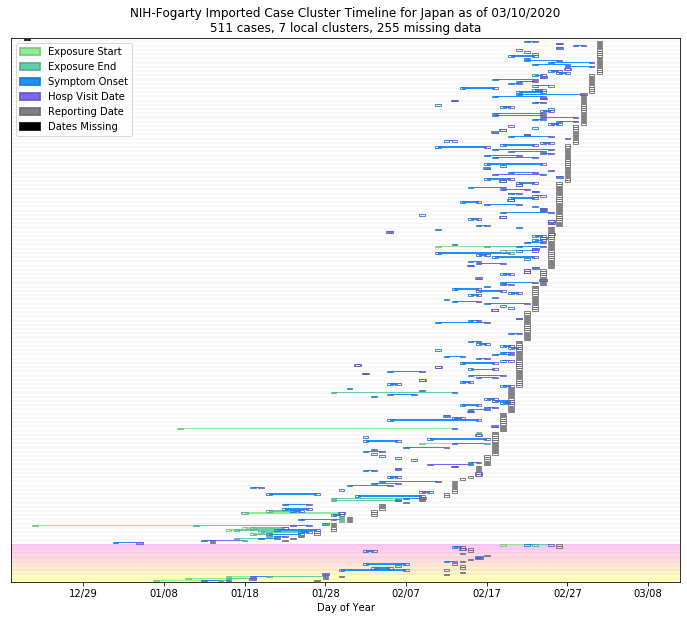 NIH-Fogarty Imported Case Cluster Timeline for Japan as of 03/10/2020
511 cases, 7 local clusters, 255 missing data
Exposure Start
Exposure End
Symptom Onset
Hosp Visit Date
Reporting Date
Dates Missing
12/29 01/08 01/18 01/28 02/07 02/17 02/27 03/08
Day of Year